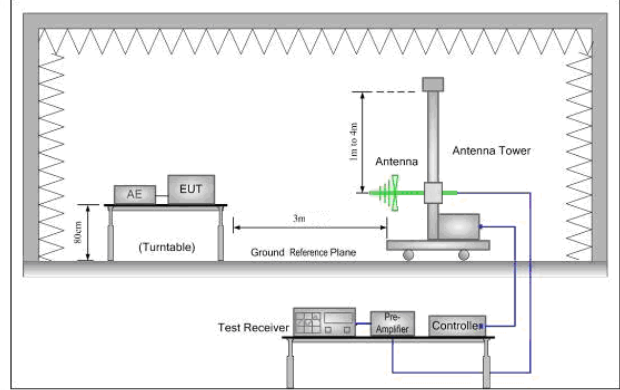 1m to 4m
Antenna
Antenna Tower
AE
EUT
80cm
(Turntable)
3m
Ground Reference Plane
Test Receiver
Pre-
Amplifier
Controller